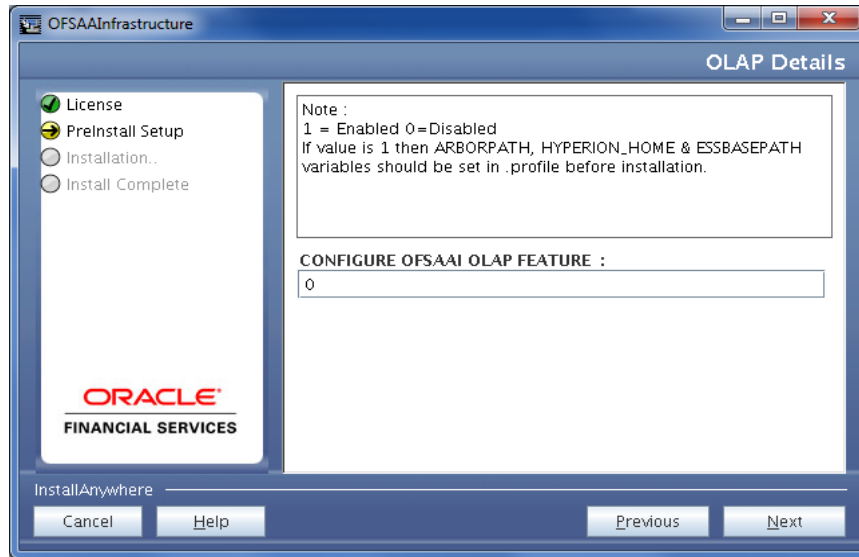 OFSAAInfrastructure
OLAP Details
License
PreInstall Setup
Installation..
Install Complete
Note :
1 = Enabled 0=Disabled
If value is 1 then ARBORPATH, HYPERION_HOME & ESSBASEPATH
variables should be set in .profile before installation.
CONFIGURE OFSAAI OLAP FEATURE :
0
ORACLE
FINANCIAL SERVICES
InstallAnywhere
Cancel
Help
Previous
Next